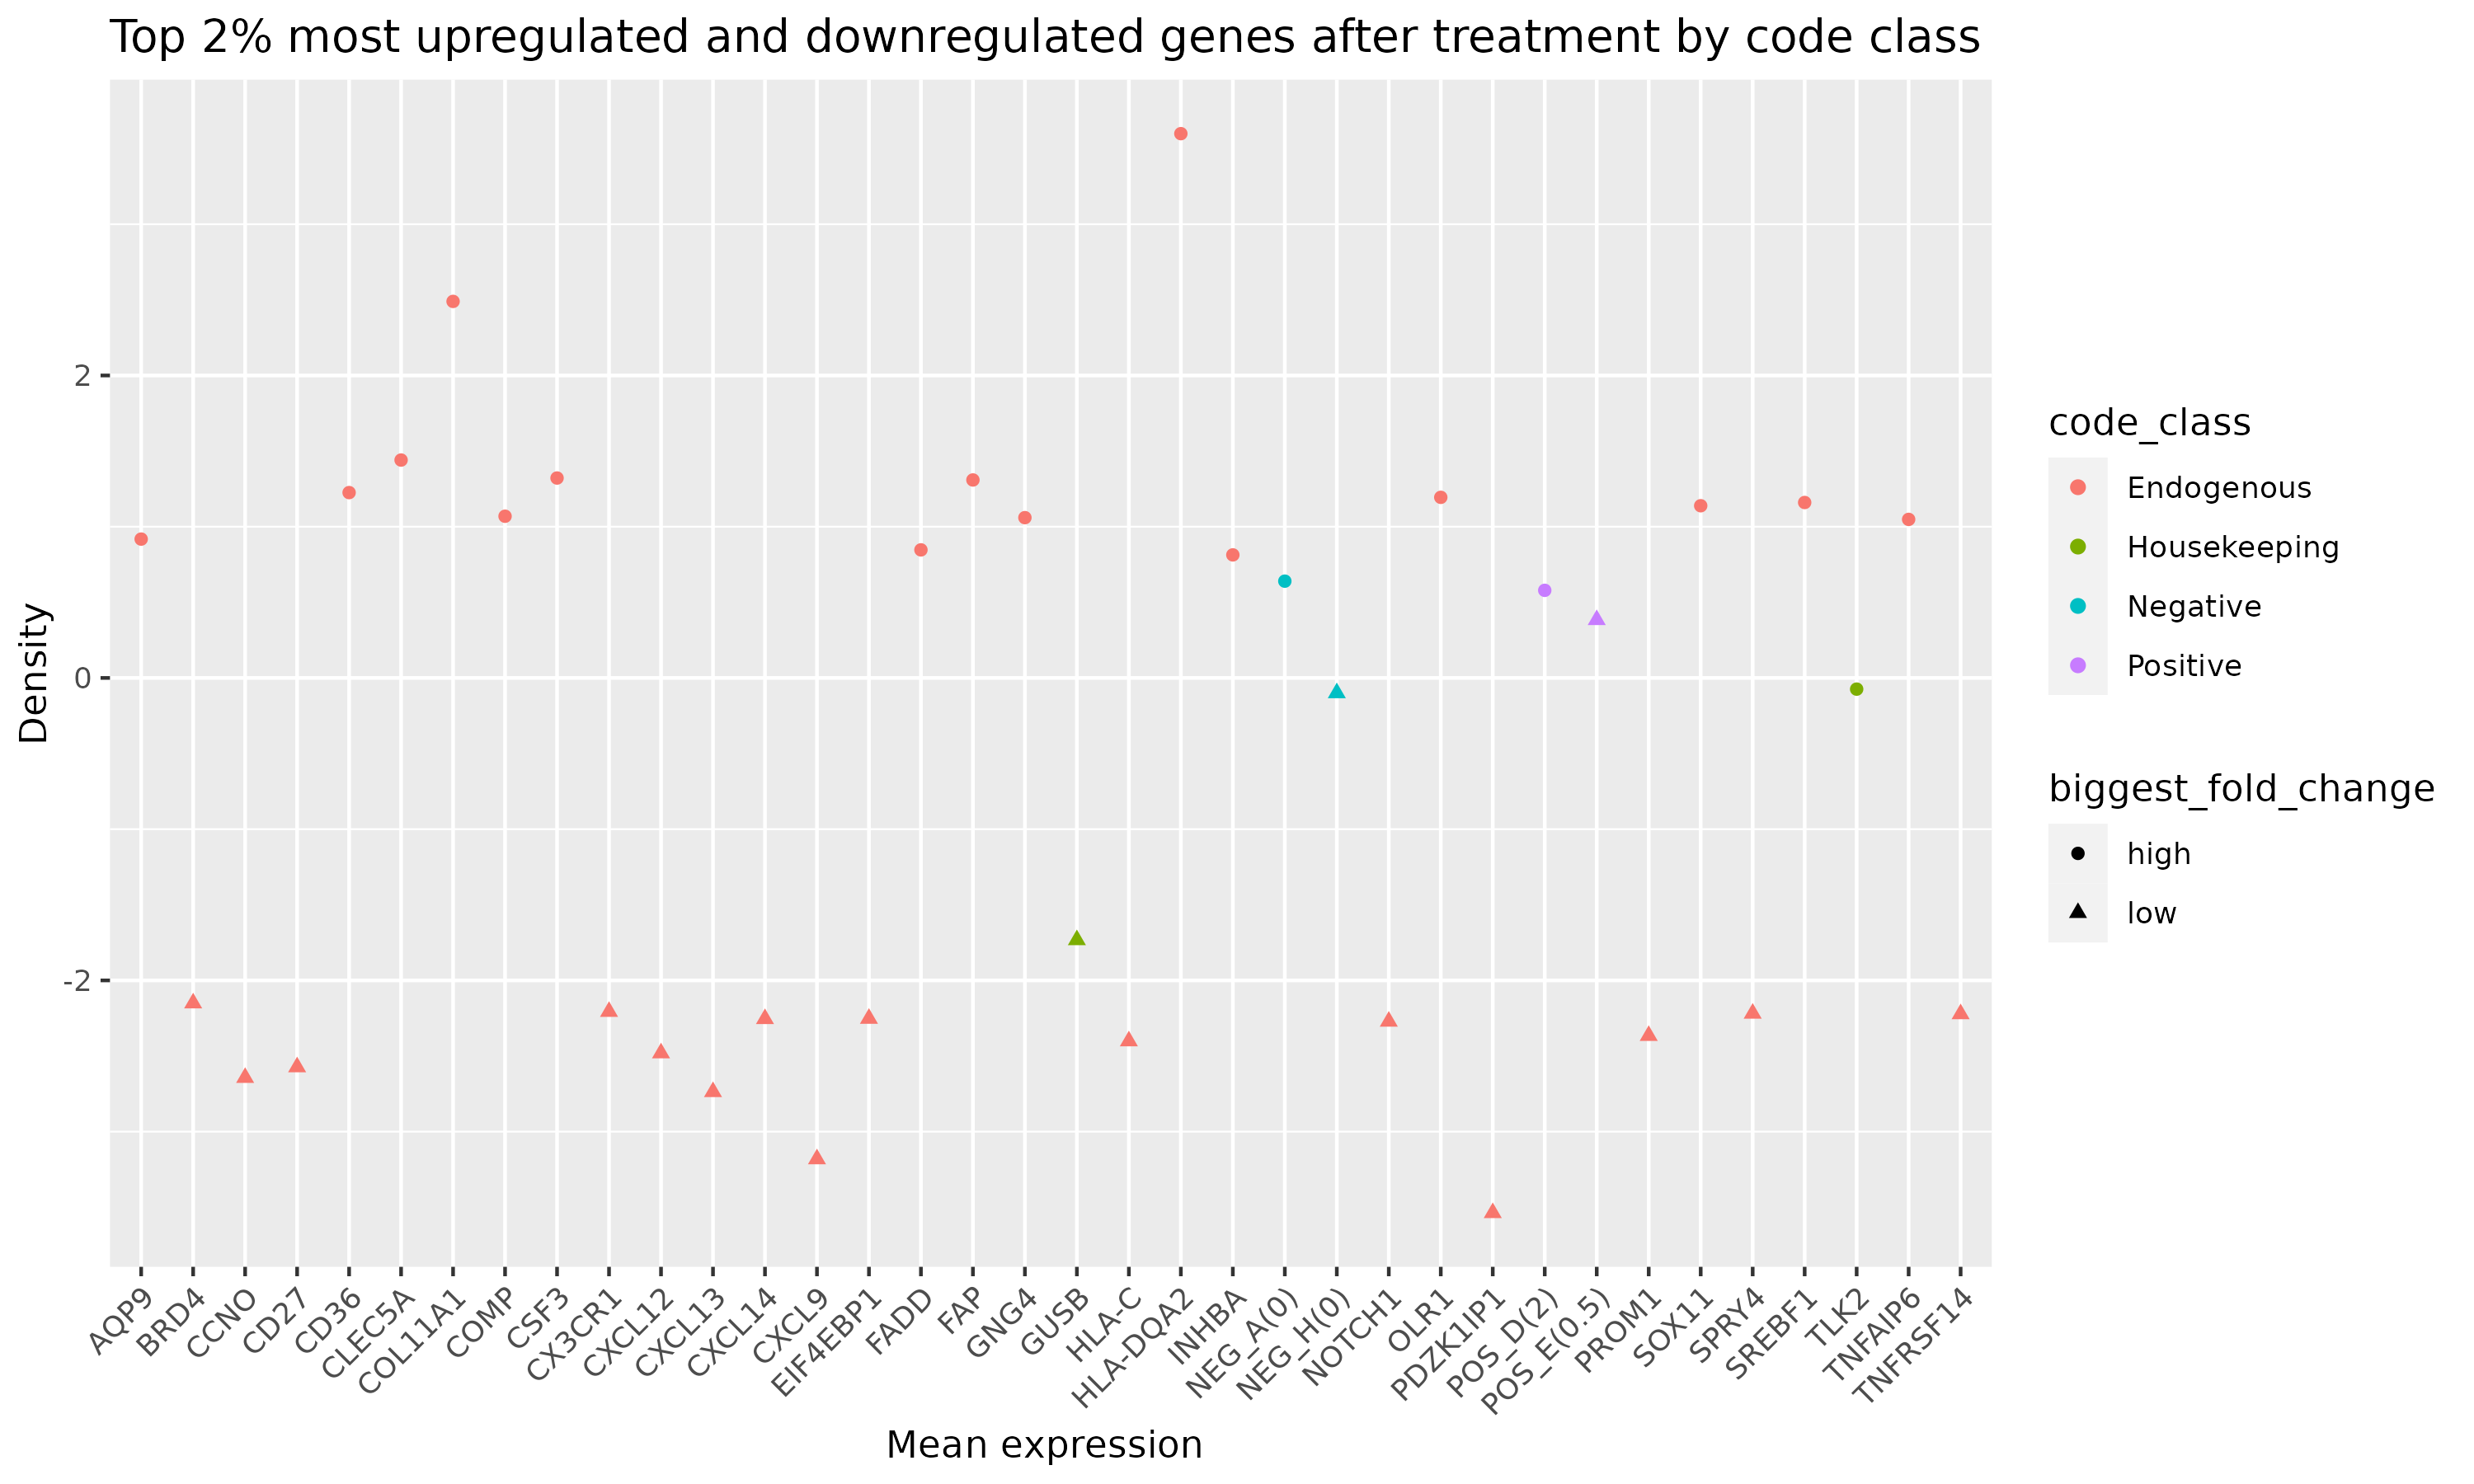 Top 2% most upregulated and downregulated genes after treatment by code class
Density
2
0
-2
AQP9
BRD4
CCNO
CD27
CD36
CLEC5A
COL11A1
COMP
CSF3
CX3CR1
CXCL12
CXCL13
CXCL14
CXCL9
EIF4EBP1
FADD
FAP
GNG4
GUSB
HLA-C
HLA-DQA2
INHBA
NEG_A(0)
NEG_H(0)
NOTCH1
OLR1
PDZK1IP1
POS_D(2)
POS_E(0.5)
PROM1
SOX11
SPRY4
SREBF1
TLK2
TNFAIP6
TNFRSF14
Mean expression
code_class
Endogenous
Housekeeping
Negative
Positive
biggest_fold_change
high
low